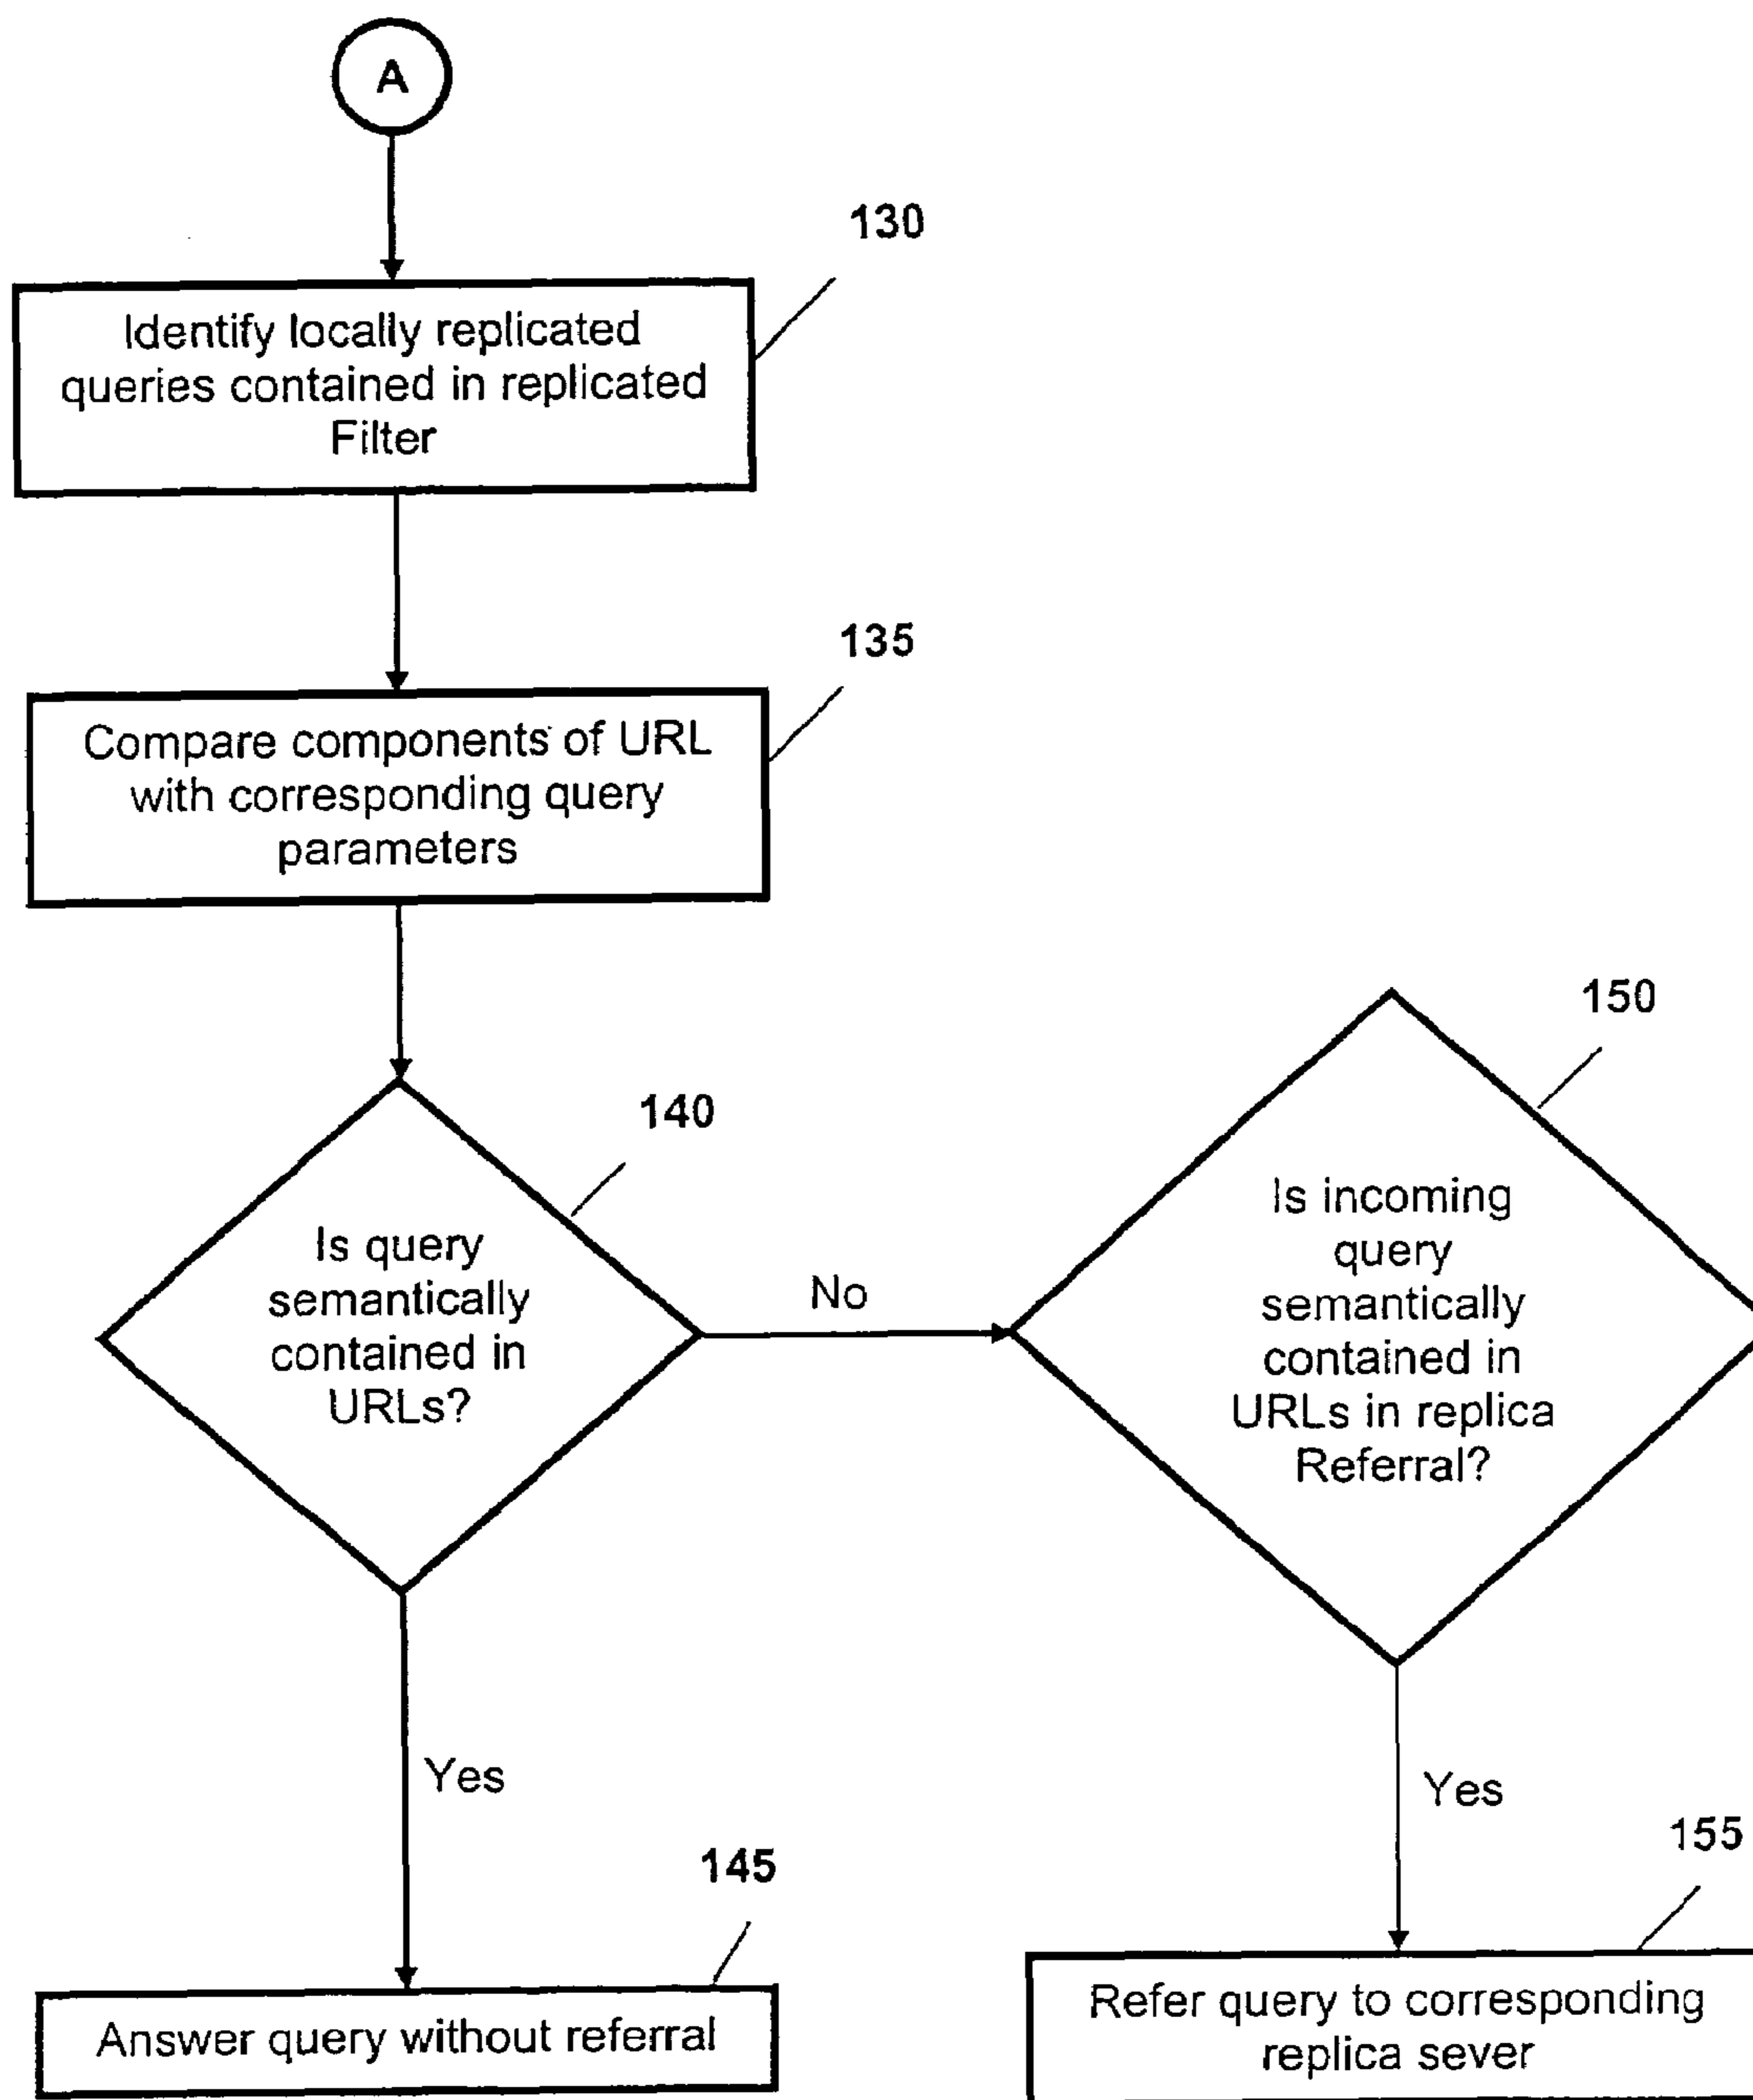 A
130
Identify locally replicated
queries contained in replicated
Filter
135
Compare components of URL
with corresponding query
parameters
140
Is query
semantically
contained in
URLs?
No
150
Is incoming
query
semantically
contained in
URLs in replica
Referral?
Yes
145
Answer query without referral
Yes
155
Refer query to corresponding
replica sever